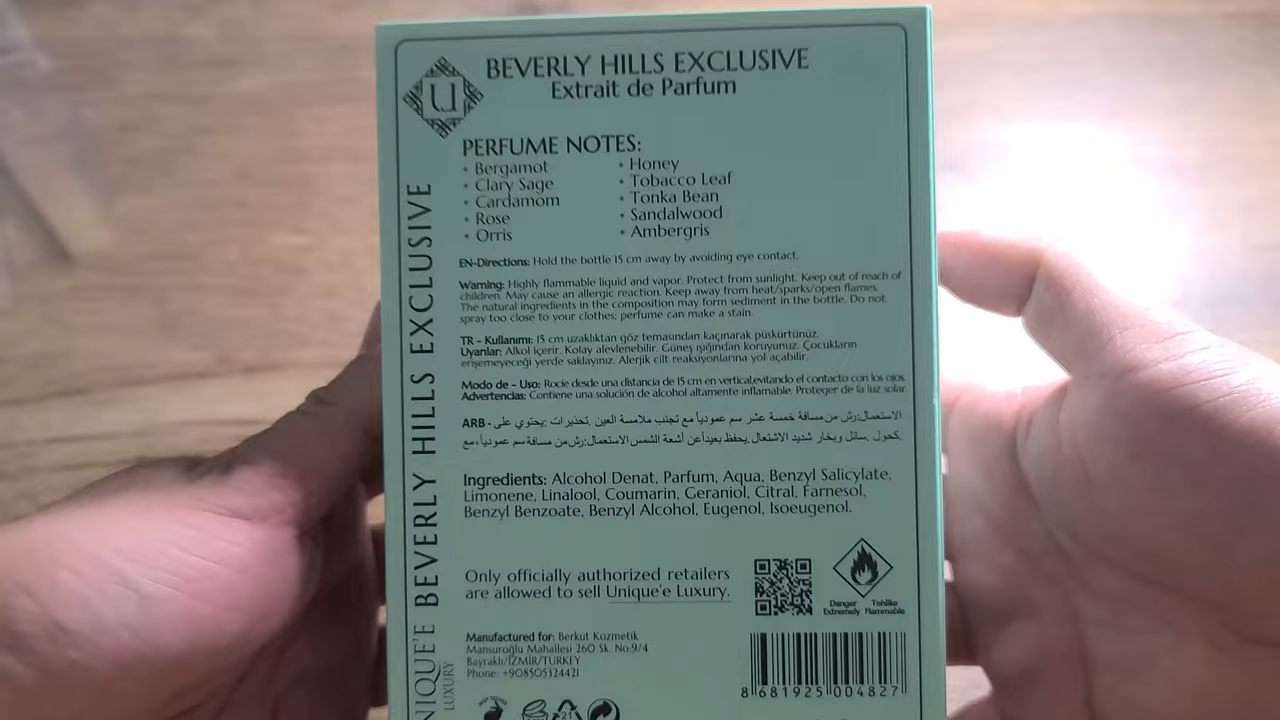 U
BEVERLY HILLS EXCLUSIVE
Extrait de Parfum
PERFUME NOTES:
• Bergamot
• Clary Sage
• Cardamom
• Rose
• Orris
• Honey
• Tobacco Leaf
• Tonka Bean
• Sandalwood
• Ambergris
EN-Directions: Hold the bottle 15 cm away by avoiding eye contact.
Warning: Highly flammable liquid and vapor. Protect from sunlight. Keep out of reach of
children. May cause an allergic reaction. Keep away from heat/sparks/open flames.
The natural ingredients in the composition may form sediment in the bottle. Do not
spray too close to your clothes; perfume can make a stain.
TR - Kullanımı: 15 cm uzaklıktan göz temasından kaçınarak püskürtünüz.
Uyarılar: Alkol içerir. Kolay alevlenebilir. Güneş ışığından koruyunuz. Çocukların
erişemeyeceği yerde saklayınız. Alerjik cilt reaksiyonlarına yol açabilir.
Modo de - Uso: Rocíe desde una distancia de 15 cm en vertical,evitando el contacto con los ojos.
Advertencias: Contiene una solución de alcohol altamente inflamable. Proteger de la luz solar.
ARB - الاستعمال:رش من مسافة خمسة عشر سم عمودياً مع تجنب ملامسة العين .تحذيرات :يحتوي على
كحول .سائل وبخار شديد الاشتعال.يحفظ بعيداًعن أشعة الشمس الاستعمال:رش من مسافة سم عمودياً،مع.
Ingredients: Alcohol Denat, Parfum, Aqua, Benzyl Salicylate,
Limonene, Linalool, Coumarin, Geraniol, Citral, Farnesol,
Benzyl Benzoate, Benzyl Alcohol, Eugenol, Isoeugenol.
Only officially authorized retailers
are allowed to sell Unique'e Luxury.
Danger Tehlike
Extremely Flammable
Manufactured for: Berkut Kozmetik
Mansuroğlu Mahallesi 260 Sk. No:9/4
Bayraklı/İZMİR/TURKEY
Phone: +908505324421
8 681925 004827
21
NIQUE'E BEVERLY HILLS EXCLUSIVE
LUXURY